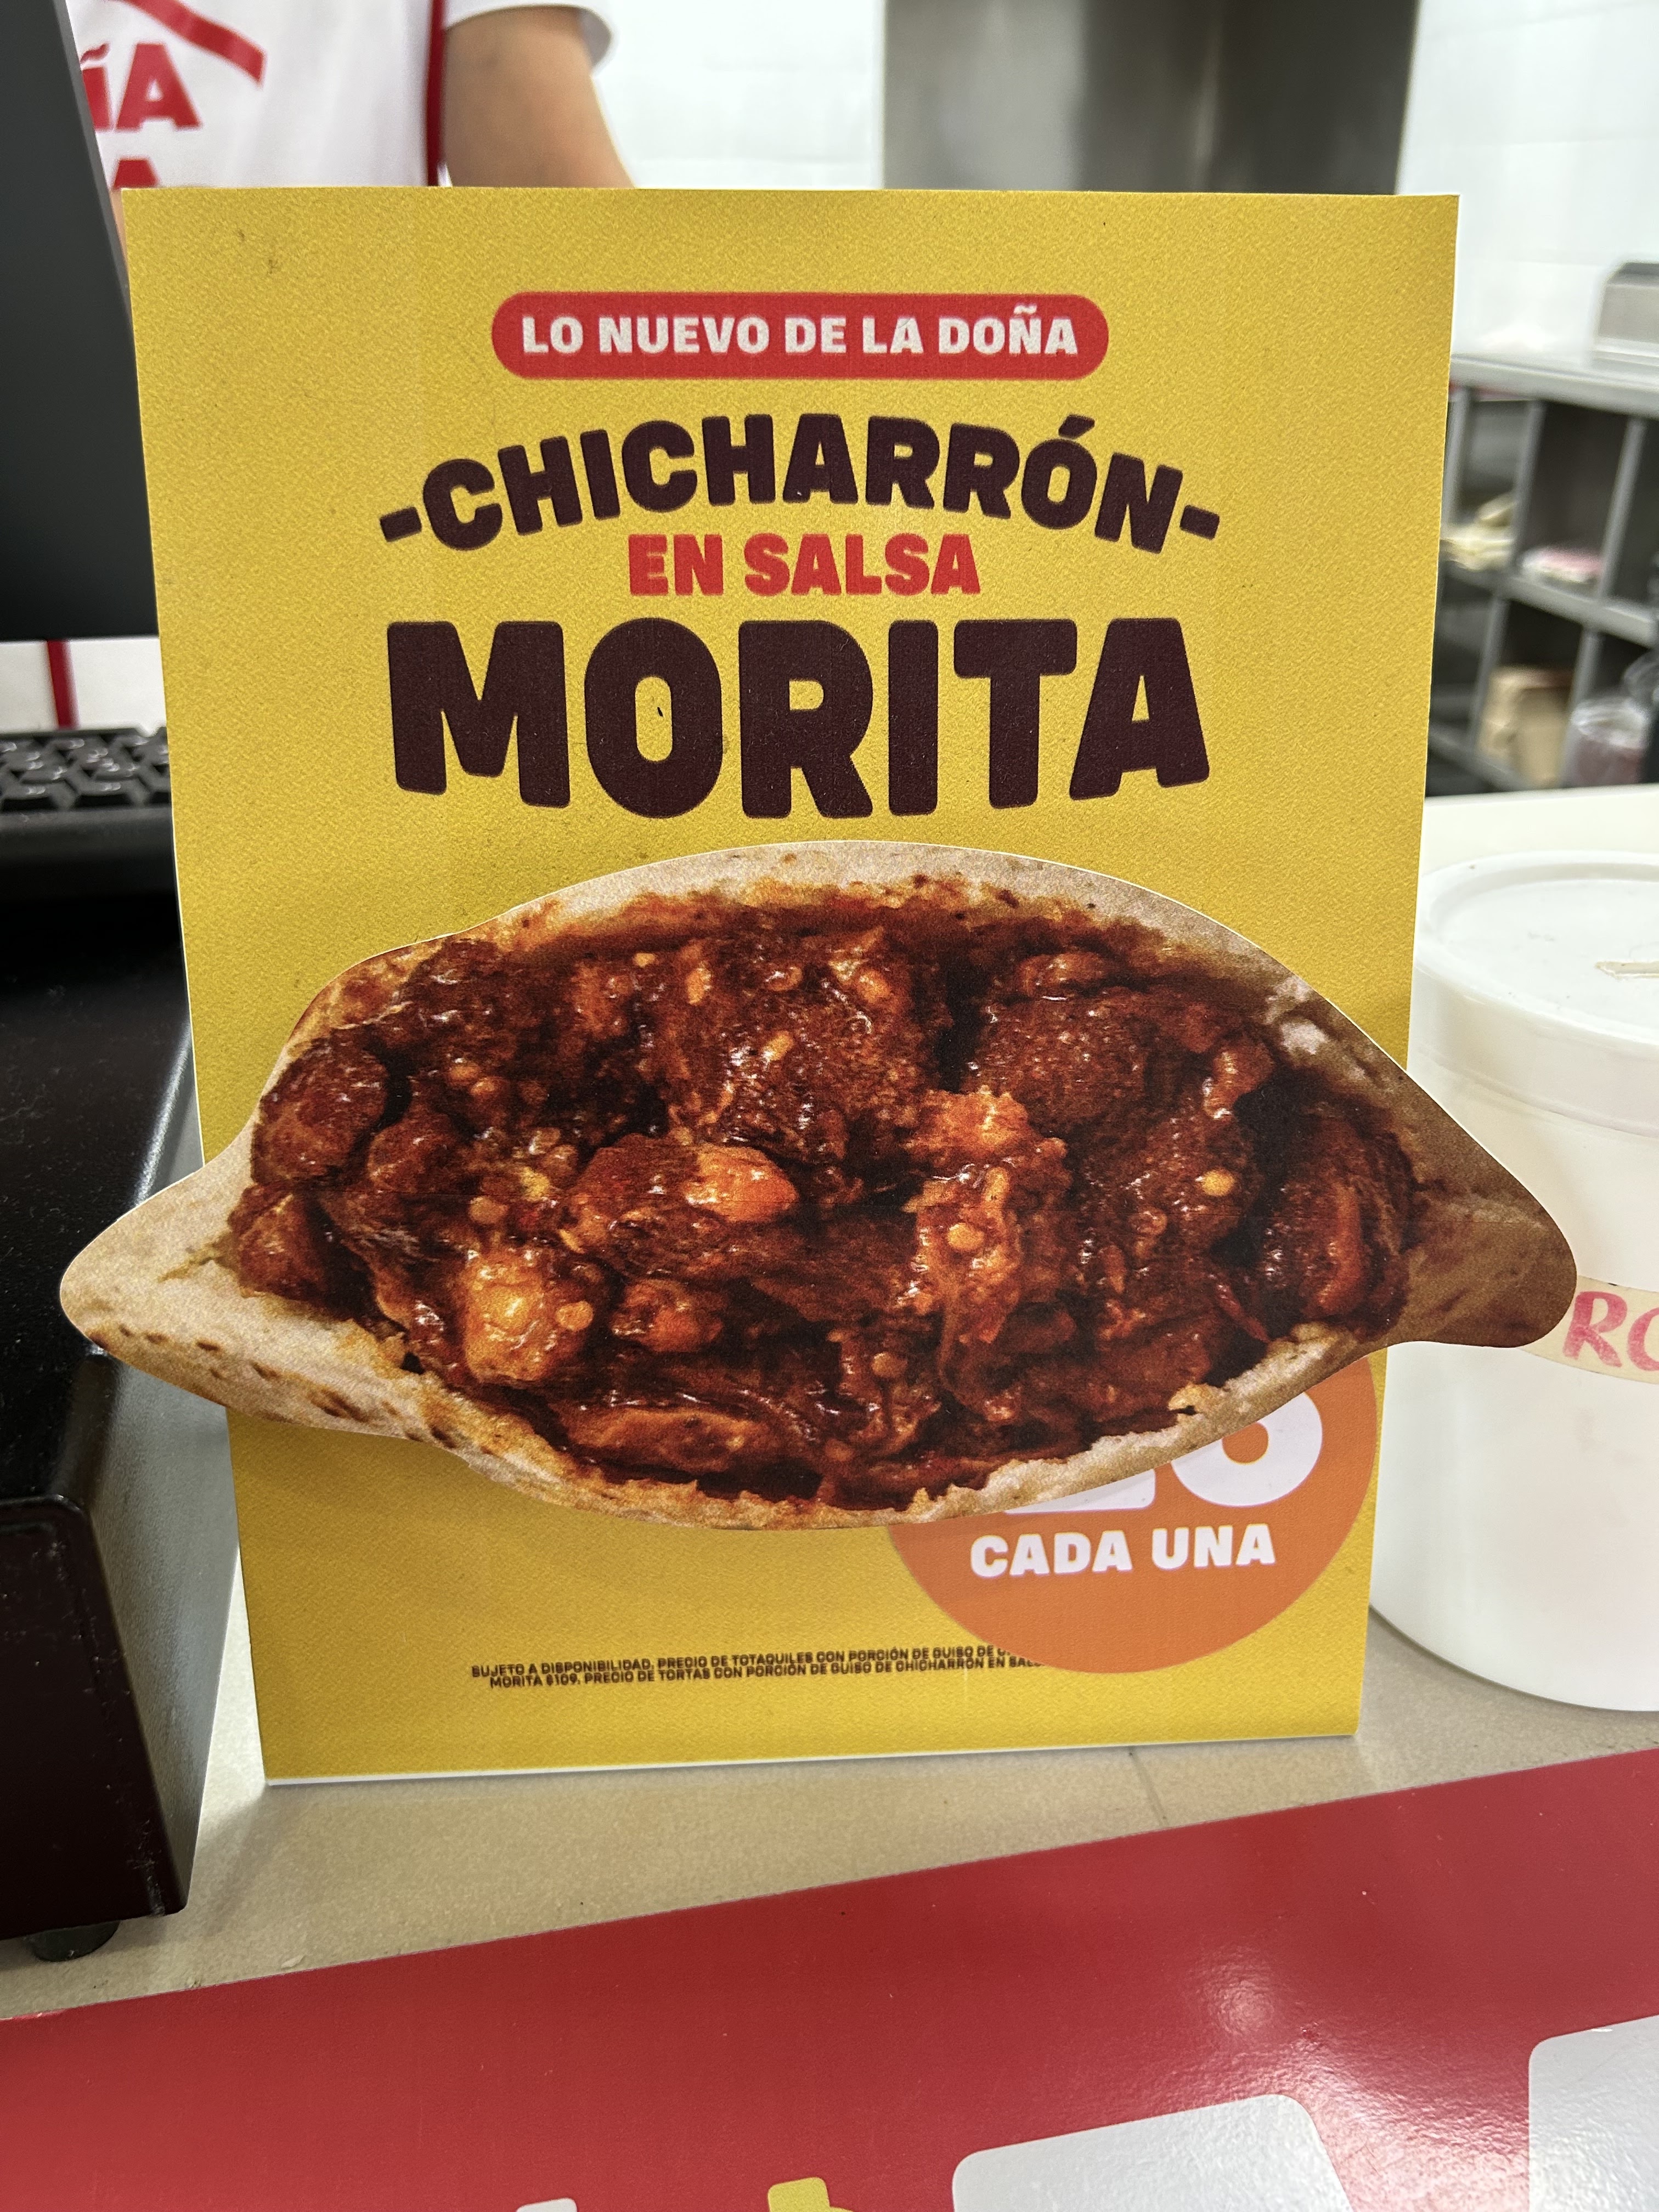 LO NUEVO DE LA DOÑA
-CHICHARRÓN-
EN SALSA
MORITA
CADA UNA
SUJETO A DISPONIBILIDAD. PRECIO DE TOTAQUILES CON PORCIÓN DE GUISO DE
MORITA $109. PRECIO DE TORTAS CON PORCIÓN DE GUISO DE CHICHARRÓN EN